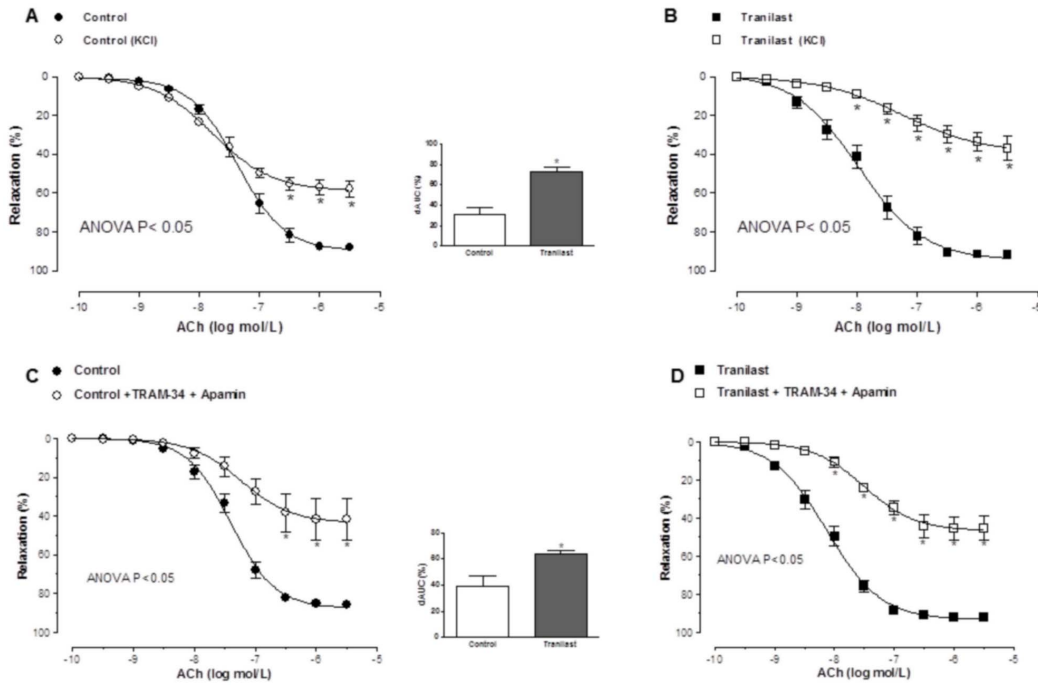 A
● Control
○ Control (KCl)
0
20
40
60
80
100
Relaxation (%)
* * *
ANOVA P< 0.05
-10 -9 -8 -7 -6 -5
ACh (log mol/L)
100
80
60
40
20
0
dAUC (%)
*
Control Tranilast
B
■ Tranilast
□ Tranilast (KCl)
0
20
40
60
80
100
Relaxation (%)
* * * * * *
ANOVA P< 0.05
-10 -9 -8 -7 -6 -5
ACh (log mol/L)
C
● Control
○ Control +TRAM-34 + Apamin
0
20
40
60
80
100
Relaxation (%)
* * *
ANOVA P<0.05
-10 -9 -8 -7 -6 -5
ACh (log mol/L)
80
60
40
20
0
dAUC (%)
*
Control Tranilast
D
■ Tranilast
□ Tranilast + TRAM-34 + Apamin
0
20
40
60
80
100
Relaxation (%)
* * * * * *
ANOVA P<0.05
-10 -9 -8 -7 -6 -5
ACh (log mol/L)